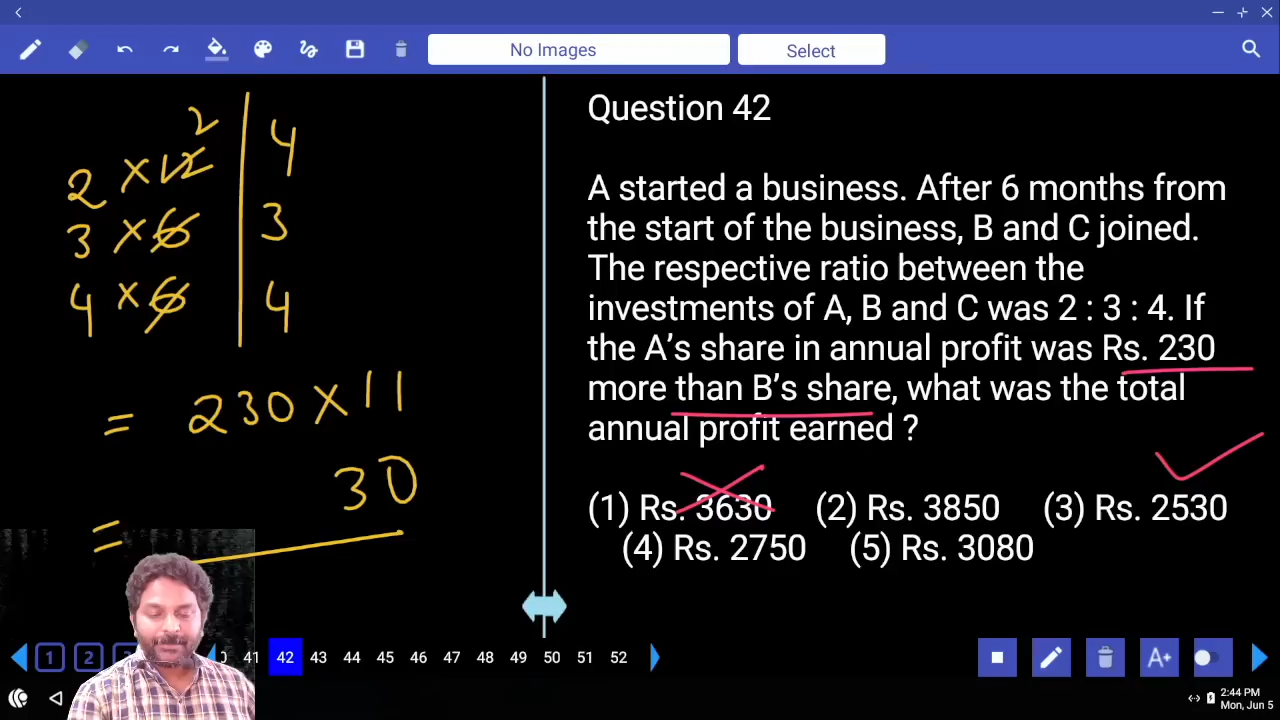 No Images
Select
2 × 12 2 | 4
3 × 6 | 3
4 × 6 | 4
= 230 × 11
30
=
Question 42
A started a business. After 6 months from
the start of the business, B and C joined.
The respective ratio between the
investments of A, B and C was 2 : 3 : 4. If
the A's share in annual profit was Rs. 230
more than B's share, what was the total
annual profit earned ?
(1) Rs. 3630 (2) Rs. 3850 (3) Rs. 2530
(4) Rs. 2750 (5) Rs. 3080
1 2 41 42 43 44 45 46 47 48 49 50 51 52
A+
2:44 PM
Mon, Jun 5